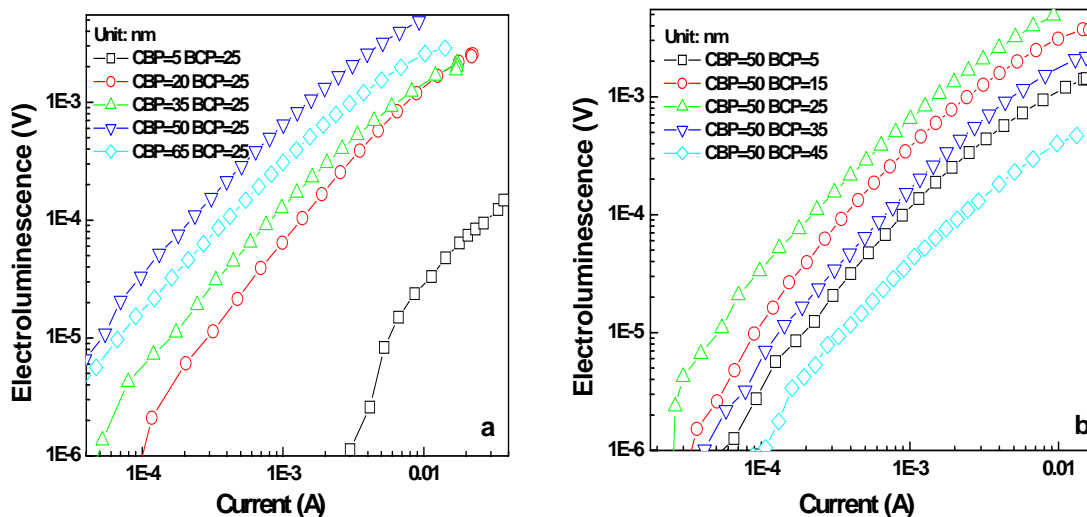 Unit: nm
CBP=5 BCP=25
CBP=20 BCP=25
CBP=35 BCP=25
CBP=50 BCP=25
CBP=65 BCP=25
Electroluminescence (V)
1E-3
1E-4
1E-5
1E-6
1E-4
1E-3
0.01
Current (A)
a
Unit: nm
CBP=50 BCP=5
CBP=50 BCP=15
CBP=50 BCP=25
CBP=50 BCP=35
CBP=50 BCP=45
Electroluminescence (V)
1E-3
1E-4
1E-5
1E-6
1E-4
1E-3
0.01
Current (A)
b